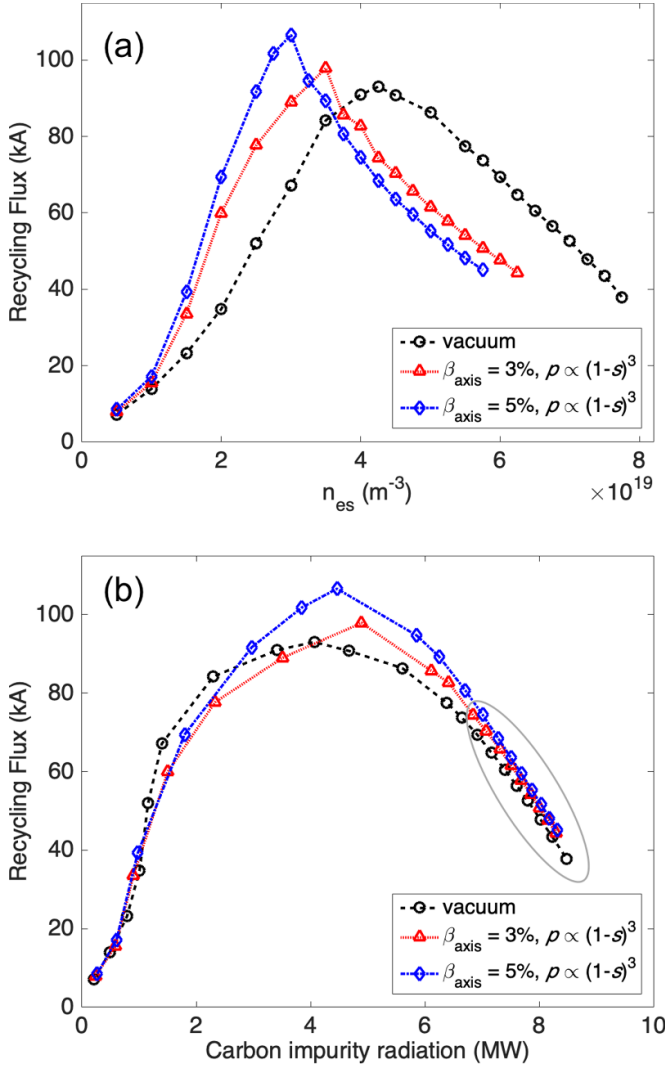 (a)
100
80
60
40
20
0
Recycling Flux (kA)
vacuum
β_axis = 3%, p ∝ (1-s)^3
β_axis = 5%, p ∝ (1-s)^3
0 2 4 6 8
n_es (m^-3)
×10^19
(b)
100
80
60
40
20
0
Recycling Flux (kA)
vacuum
β_axis = 3%, p ∝ (1-s)^3
β_axis = 5%, p ∝ (1-s)^3
0 2 4 6 8 10
Carbon impurity radiation (MW)